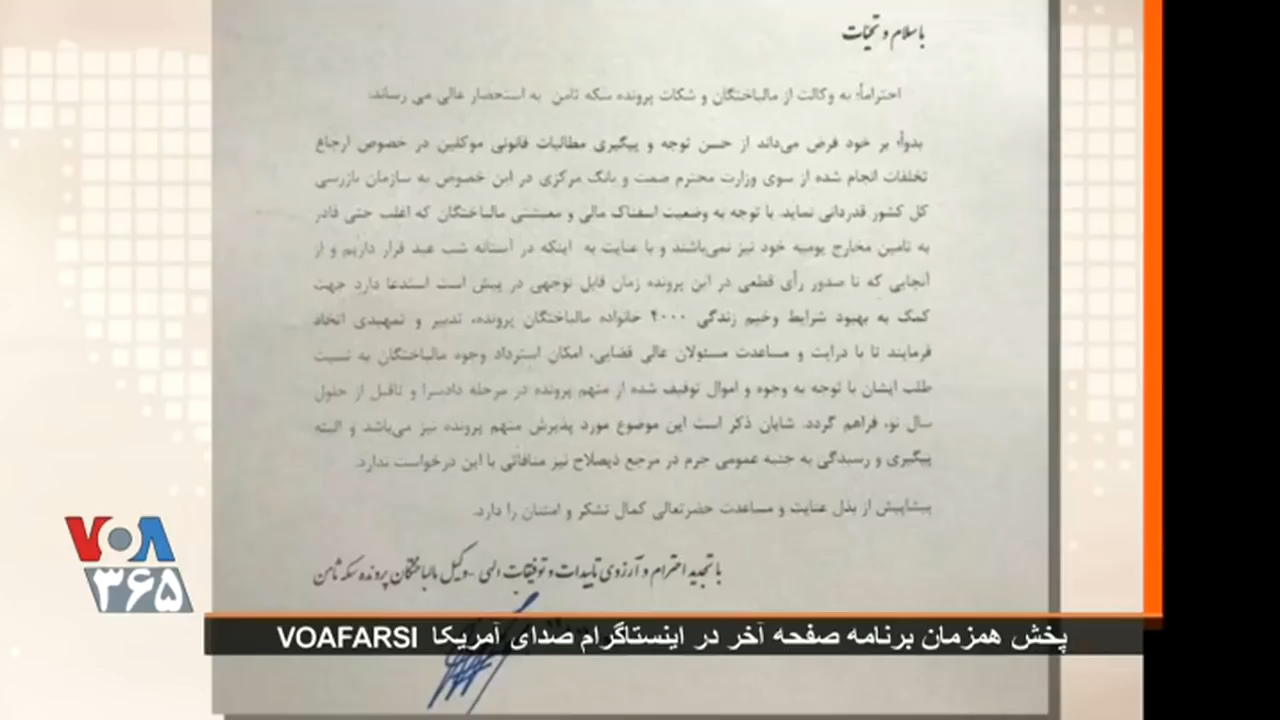 باسلام و تحیات
احتراماً؛ به وکالت از مالباختگان و شکات پرونده سکه ثامن به استحضار عالی می رساند:
بدواً، بر خود فرض می‌داند از حسن توجه و پیگیری مطالبات قانونی موکلین در خصوص ارجاع
تخلفات انجام شده از سوی وزارت محترم صمت و بانک مرکزی در این خصوص به سازمان بازرسی
کل کشور قدردانی نماید. با توجه به وضعیت اسفناک مالی و معیشتی مالباختگان که اغلب حتی قادر
به تامین مخارج یومیه خود نیز نمی‌باشند و با عنایت به اینکه در آستانه شب عید قرار داریم و از
آنجایی که تا صدور رأی قطعی در این پرونده زمان قابل توجهی در پیش است استدعا دارد جهت
کمک به بهبود شرایط وخیم زندگی ۴۰۰۰ خانواده مالباختگان پرونده، تدبیر و تمهیدی اتخاذ
فرمایند تا با درایت و مساعدت مسئولان عالی قضایی، امکان استرداد وجوه مالباختگان به نسبت
طلب ایشان با توجه به وجوه و اموال توقیف شده از متهم پرونده در مرحله دادسرا و تاقبل از حلول
سال نو، فراهم گردد. شایان ذکر است این موضوع مورد پذیرش متهم پرونده نیز می‌باشد و البته
پیگیری و رسیدگی به جنبه عمومی جرم در مرجع ذیصلاح نیز منافاتی با این درخواست ندارد.
پیشاپیش از بذل عنایت و مساعدت حضرتعالی کمال تشکر و امتنان را دارد.
با تجدید احترام و آرزوی تاییدات و توفیقات الهی - وکیل مالباختگان پرونده سکه ثامن
VOA
۳۶۵
پخش همزمان برنامه صفحه آخر در اینستاگرام صدای آمریکا VOAFARSI